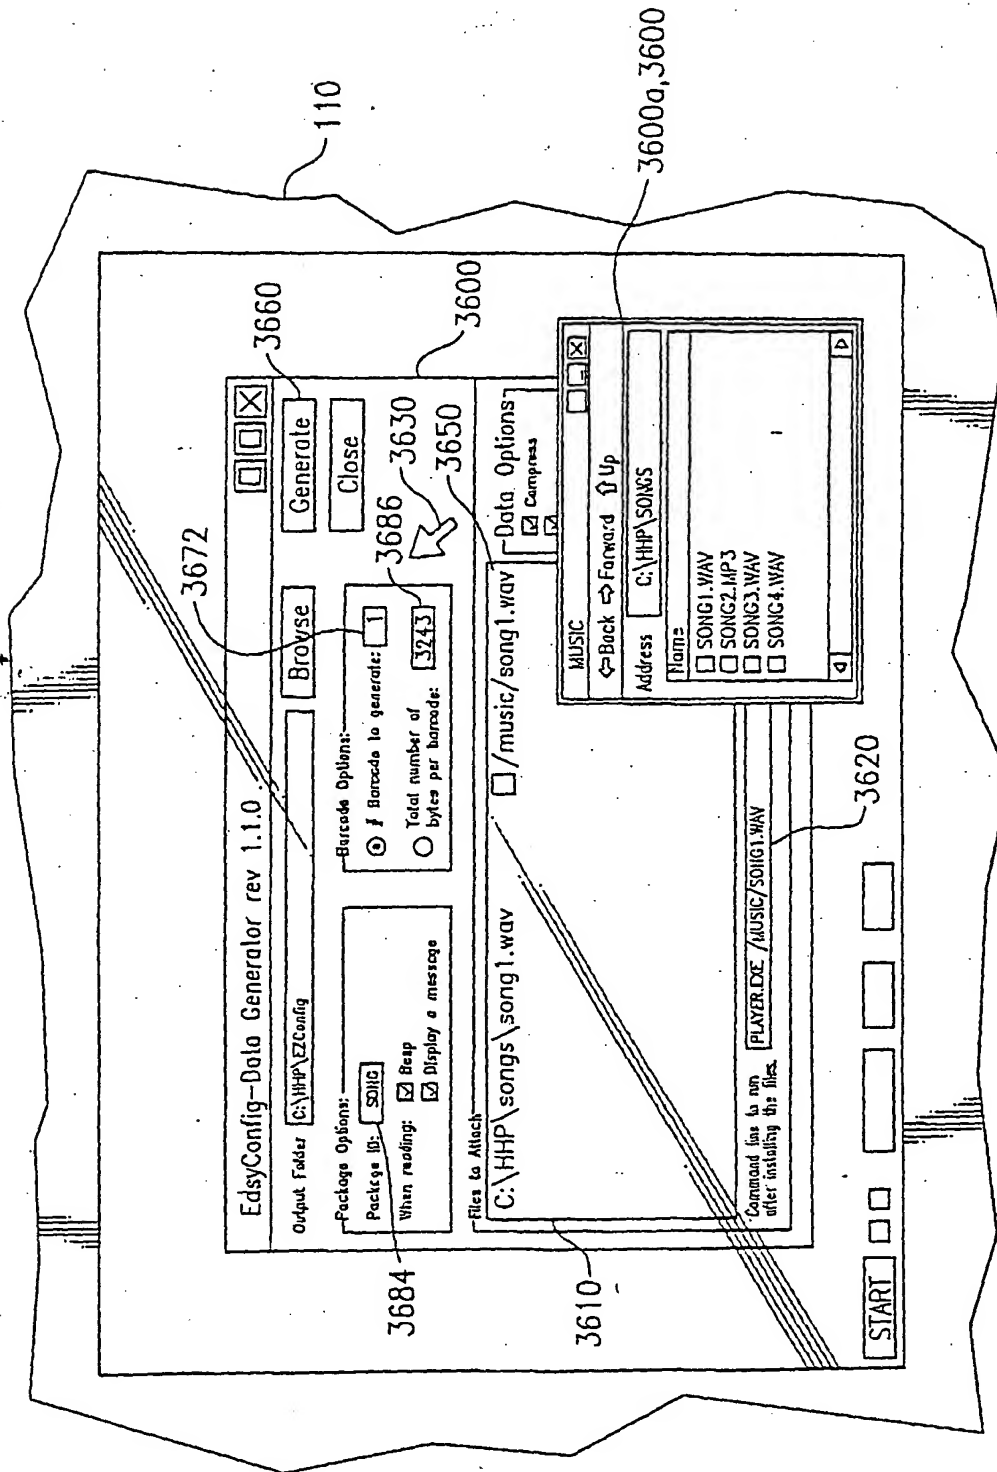 110
3660
3600
3672
3630
3686
3650
3600a,3600
3684
3610
3620
EdsyConfig-Data Generator rev 1.1.0
Output Folder C:\HHP\EZConfig
Browse
Generate
Close
Package Options:
Package ID: SONG
When reading: Beep
Display a message
Barcode Options:
# Barcode to generate: 1
Total number of
bytes per barcode: 3243
Files to Attach
C:\HHP\songs\song1.wav
/music/song1.wav
Data Options
Compress
MUSIC
Back Forward Up
Address C:\HHP\SONGS
Name
SONG1.WAV
SONG2.MP3
SONG3.WAV
SONG4.WAV
Command line to run
after installing the files.
PLAYER.EXE /MUSIC/SONG1.WAV
START